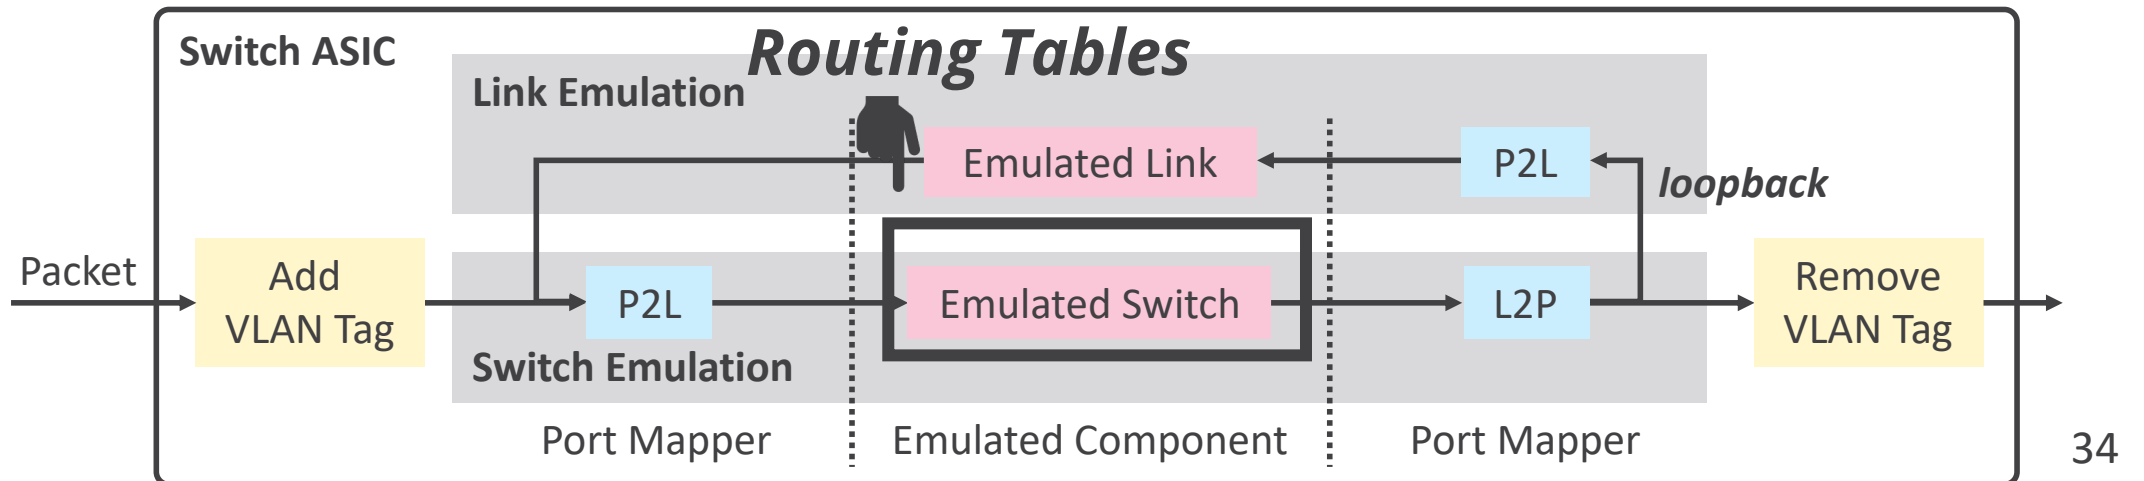 Switch ASIC
Routing Tables
Link Emulation
Emulated Link
P2L
loopback
Packet
Add
VLAN Tag
P2L
Emulated Switch
L2P
Remove
VLAN Tag
Switch Emulation
Port Mapper
Emulated Component
Port Mapper
34